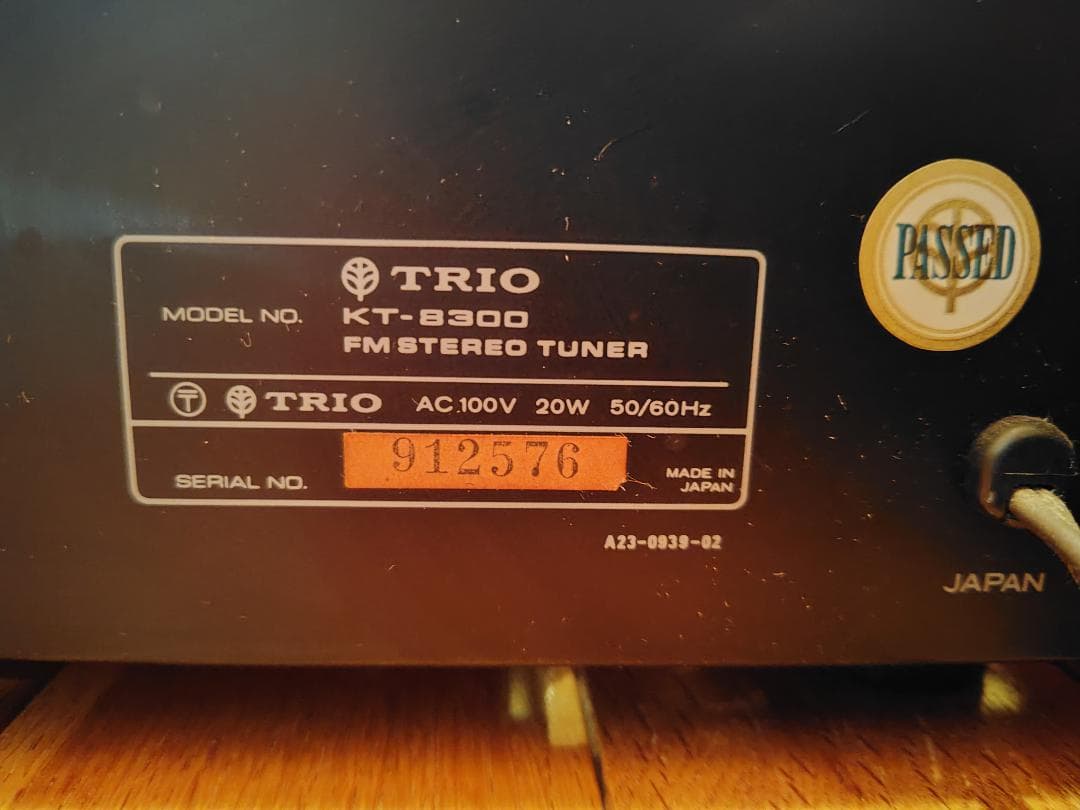 TRIO
MODEL NO. KT-8300
FM STEREO TUNER
T TRIO AC 100V 20W 50/60Hz
SERIAL NO. 912576 MADE IN JAPAN
A23-0939-02
PASSED
JAPAN